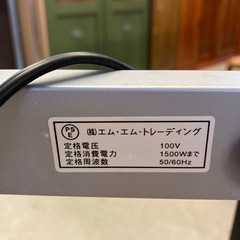 PS
E
㈱エム・エム・トレーディング
定格電圧 100V
定格消費電力 1500Wまで
定格周波数 50/60Hz